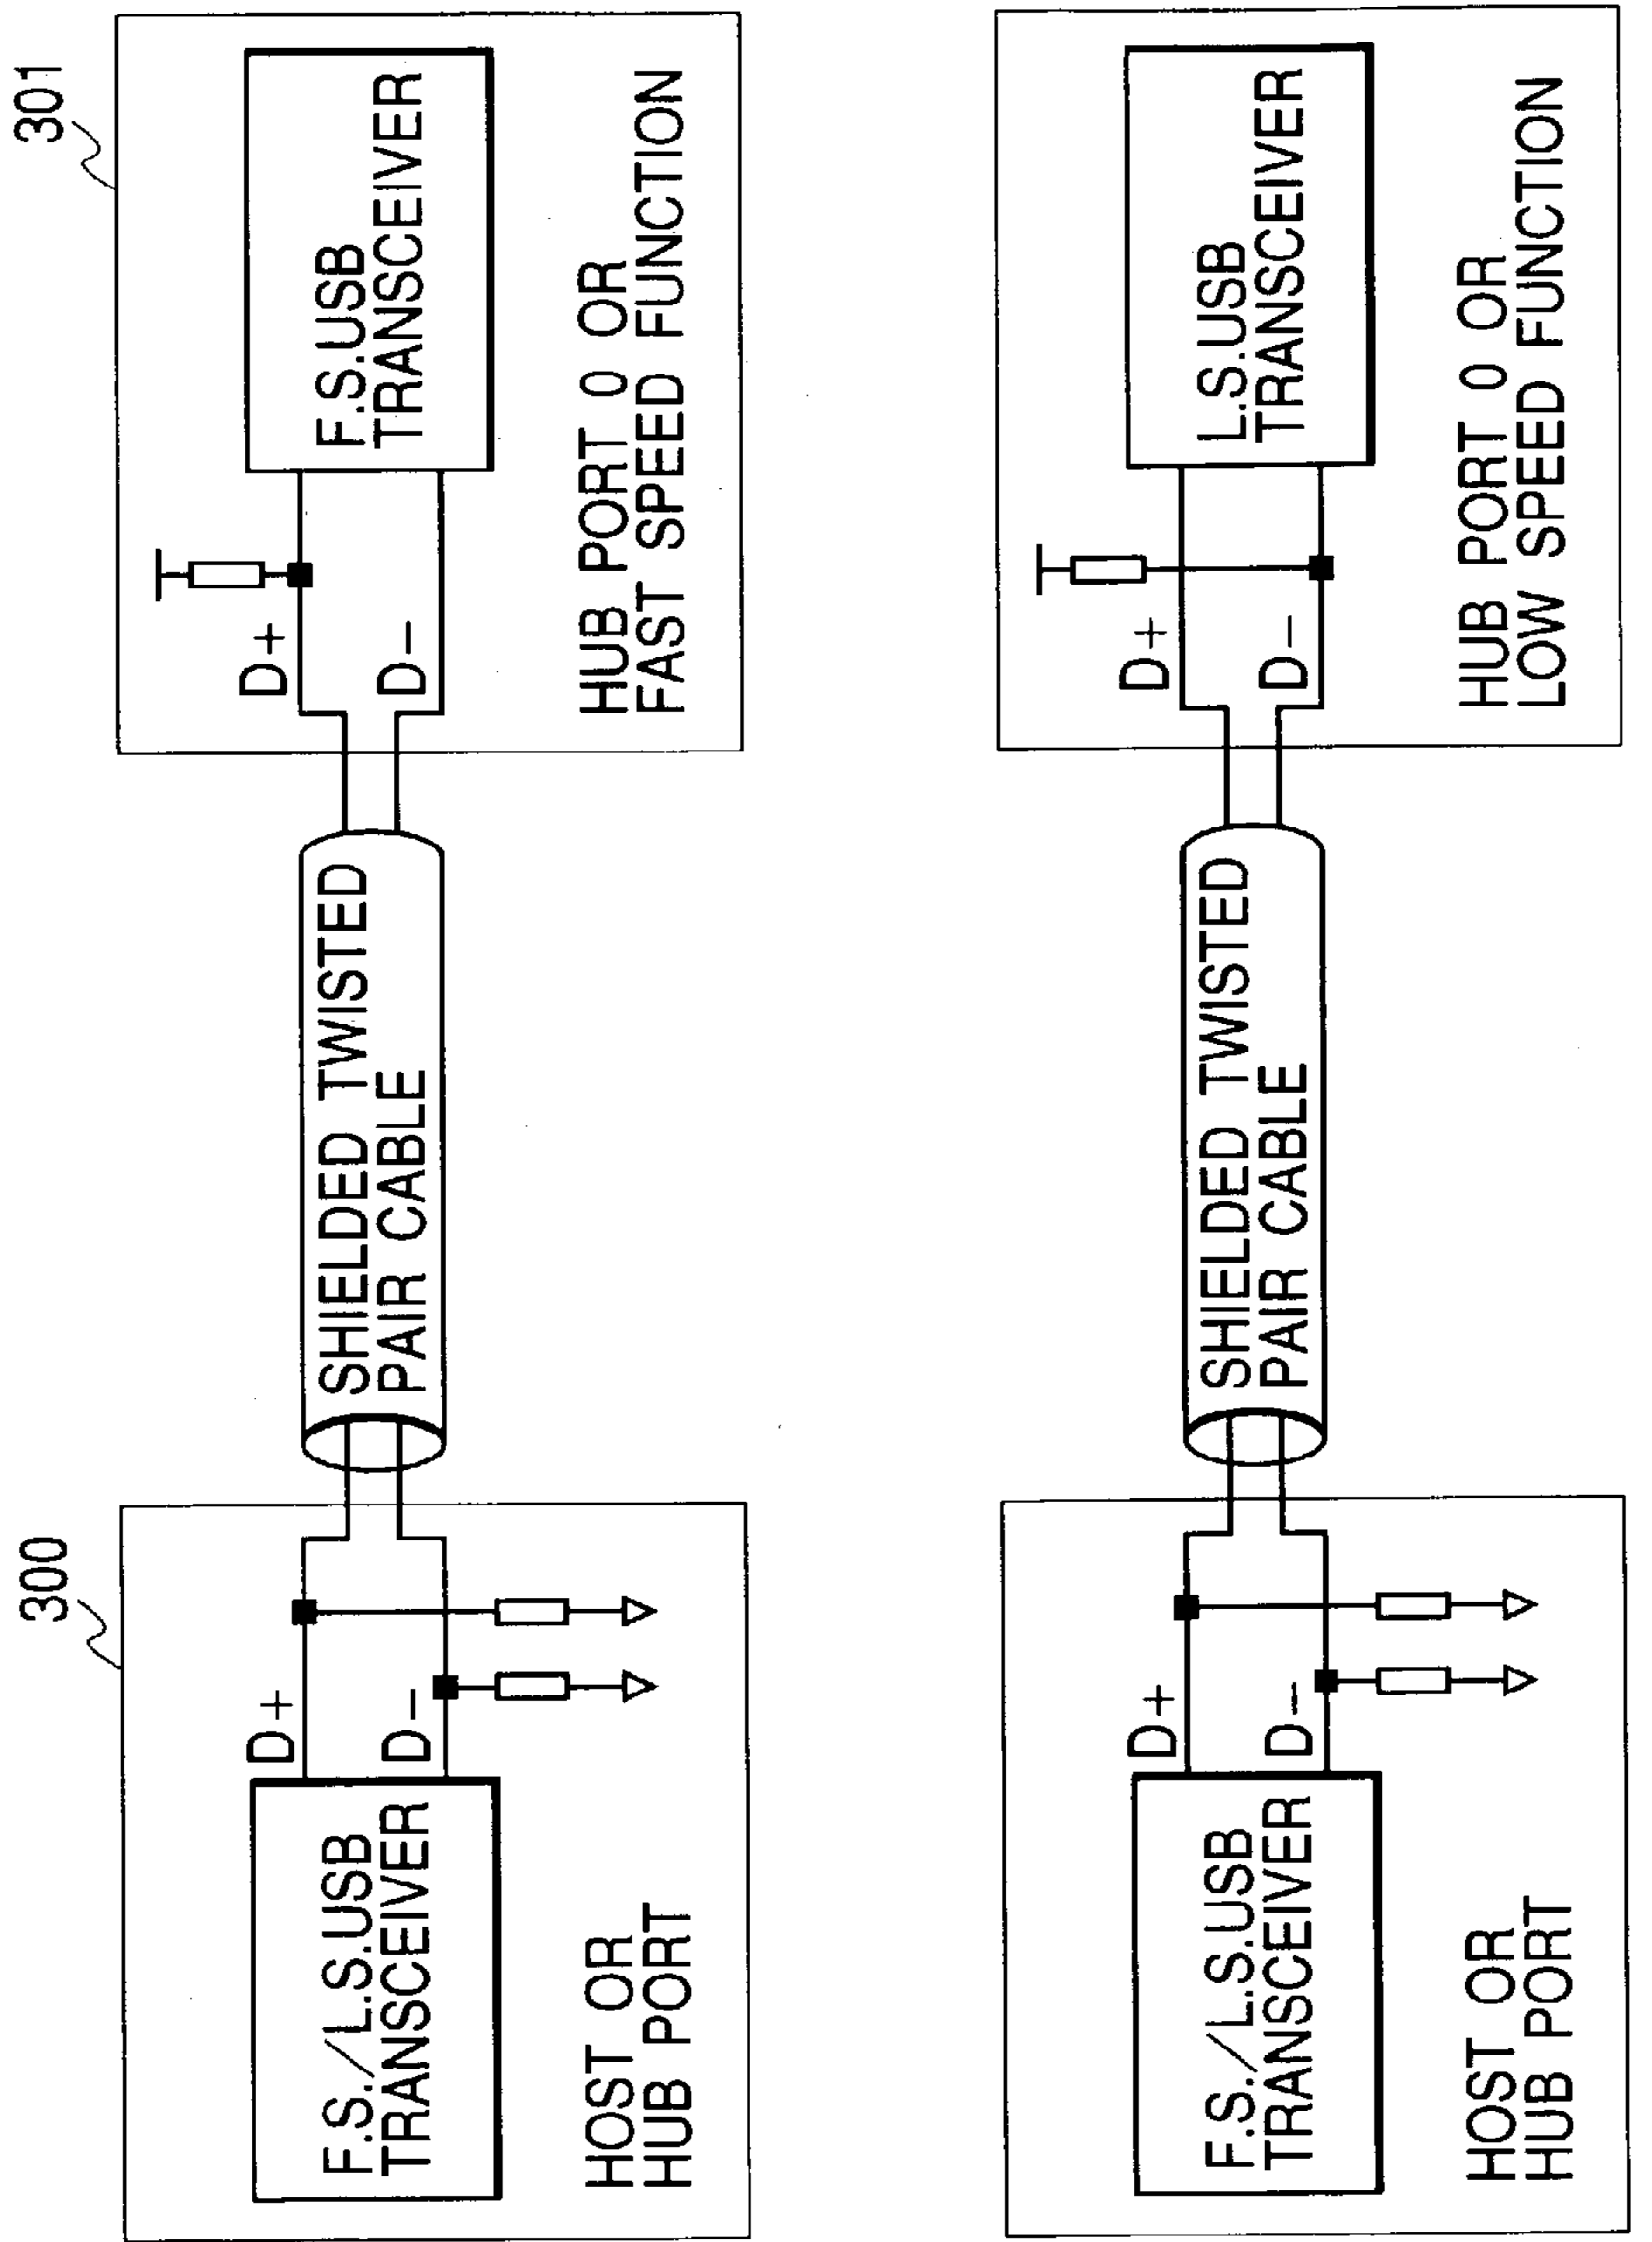 300
301
F.S./L.S.USB
TRANSCEIVER
D+
D-
HOST OR
HUB PORT
SHIELDED TWISTED
PAIR CABLE
D+
D-
F.S.USB
TRANSCEIVER
HUB PORT 0 OR
FAST SPEED FUNCTION
F.S./L.S.USB
TRANSCEIVER
D+
D-
HOST OR
HUB PORT
SHIELDED TWISTED
PAIR CABLE
D+
D-
L.S.USB
TRANSCEIVER
HUB PORT 0 OR
LOW SPEED FUNCTION